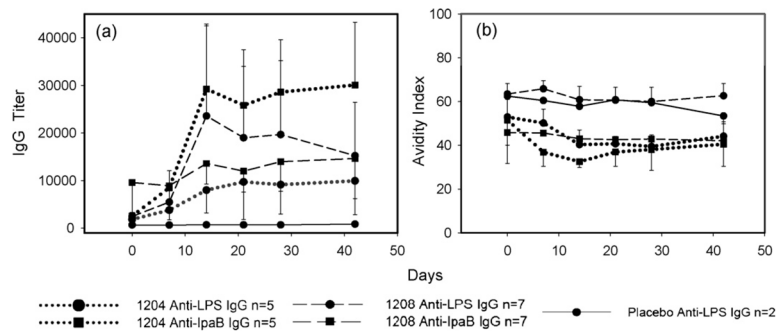 (a)
(b)
IgG Titer
40000
30000
20000
10000
0
0 10 20 30 40 50
Avidity Index
100
80
60
40
20
0
0 10 20 30 40 50
Days
1204 Anti-LPS IgG n=5
1204 Anti-IpaB IgG n=5
1208 Anti-LPS IgG n=7
1208 Anti-IpaB IgG n=7
Placebo Anti-LPS IgG n=2